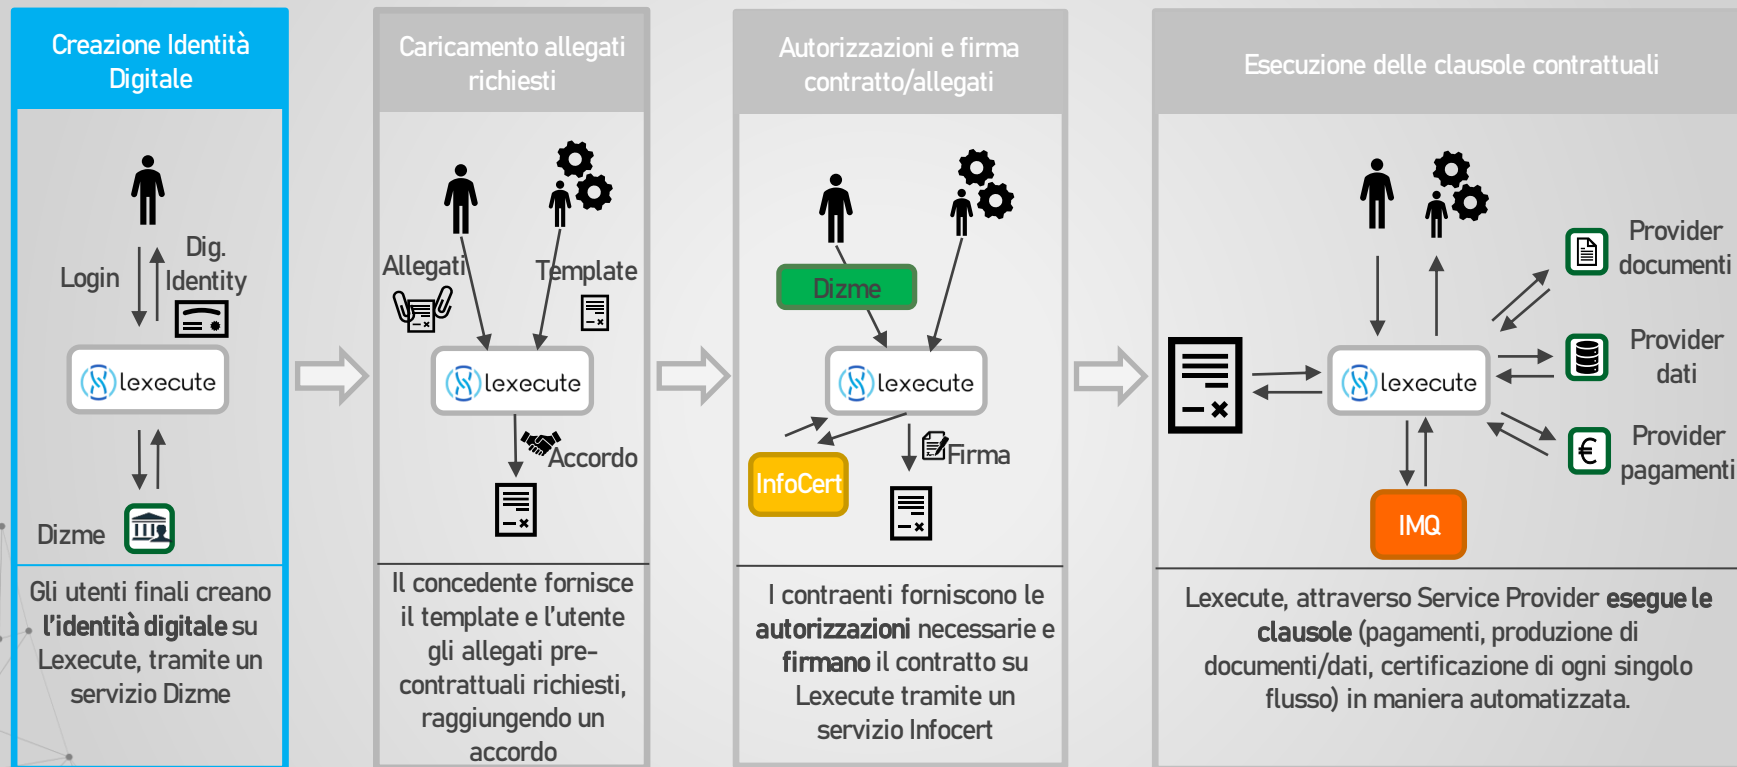 Creazione Identità
Digitale
Login
Dig.
Identity
lexecute
Dizme
Gli utenti finali creano
l'identità digitale su
Lexecute, tramite un
servizio Dizme
Caricamento allegati
richiesti
Allegati
Template
lexecute
Accordo
Il concedente fornisce
il template e l'utente
gli allegati pre-
contrattuali richiesti,
raggiungendo un
accordo
Autorizzazioni e firma
contratto/allegati
Dizme
lexecute
InfoCert
Firma
I contraenti forniscono le
autorizzazioni necessarie e
firmano il contratto su
Lexecute tramite un
servizio Infocert
Esecuzione delle clausole contrattuali
Provider
documenti
Provider
dati
lexecute
€
Provider
pagamenti
IMQ
Lexecute, attraverso Service Provider esegue le
clausole (pagamenti, produzione di
documenti/dati, certificazione di ogni singolo
flusso) in maniera automatizzata.